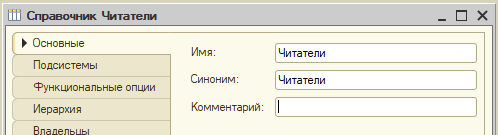 Справочник Читатели
Основные
Подсистемы
Функциональные опции
Иерархия
Владельцы
Имя: Читатели
Синоним: Читатели
Комментарий: